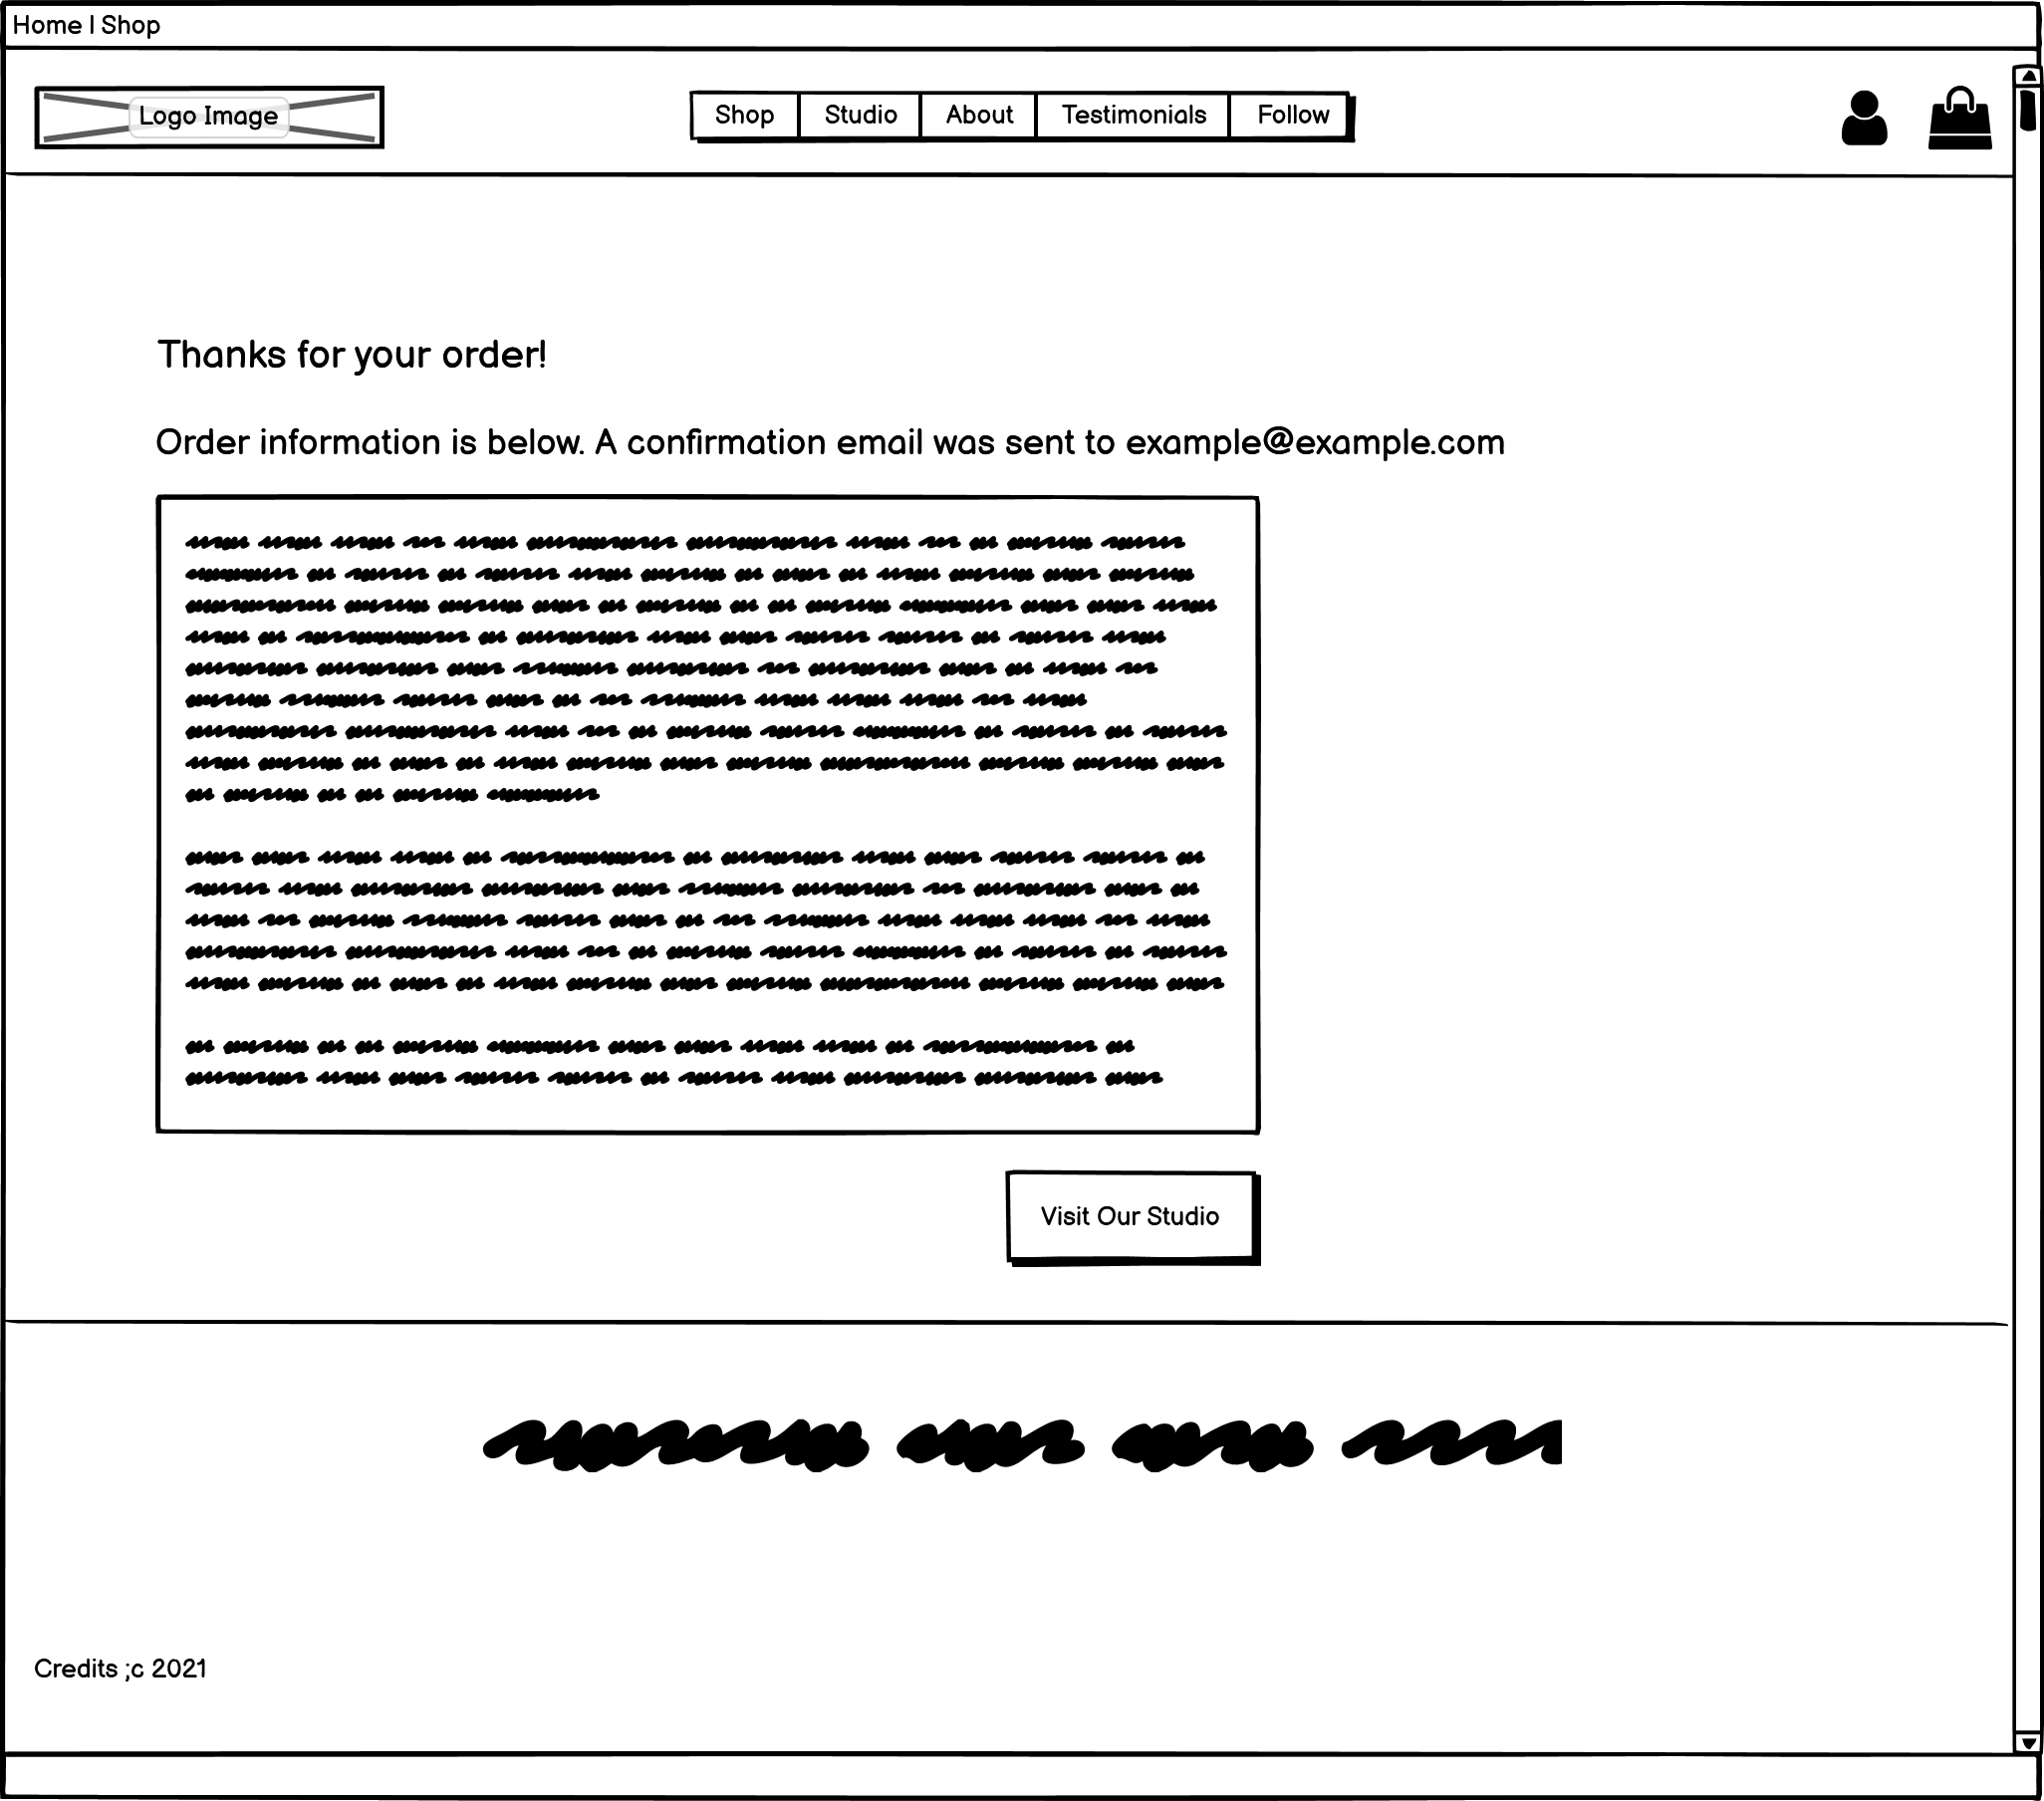 Home | Shop
Logo Image
Shop Studio About Testimonials Follow
Thanks for your order!
Order information is below. A confirmation email was sent to example@example.com
Visit Our Studio
Credits ;c 2021